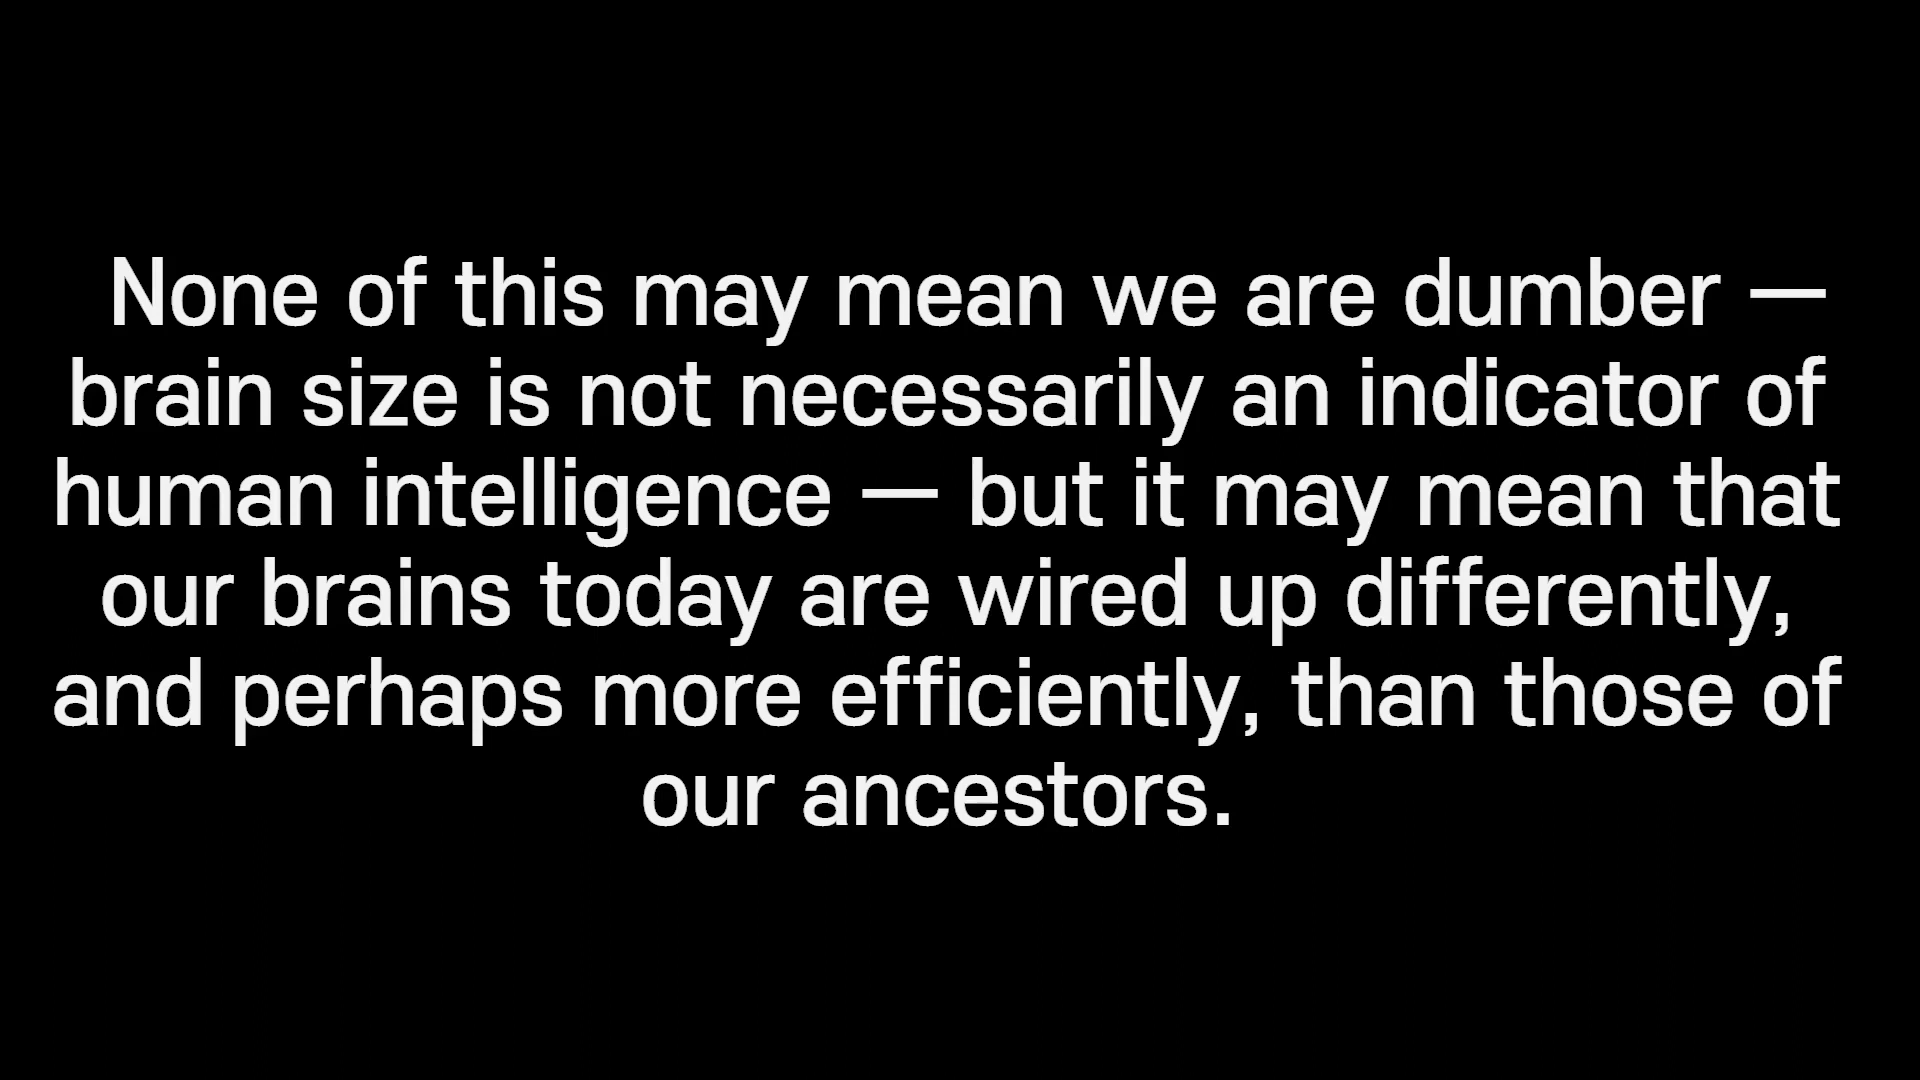 None of this may mean we are dumber —
brain size is not necessarily an indicator of
human intelligence — but it may mean that
our brains today are wired up differently,
and perhaps more efficiently, than those of
our ancestors.